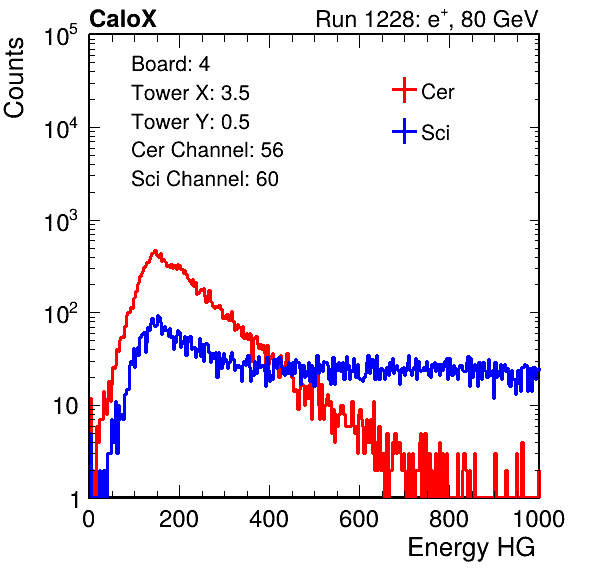 CaloX Run 1228: e⁺, 80 GeV
Counts
Board: 4
Tower X: 3.5
Tower Y: 0.5
Cer Channel: 56
Sci Channel: 60
Cer
Sci
10⁵
10⁴
10³
10²
10
1
0 200 400 600 800 1000
Energy HG